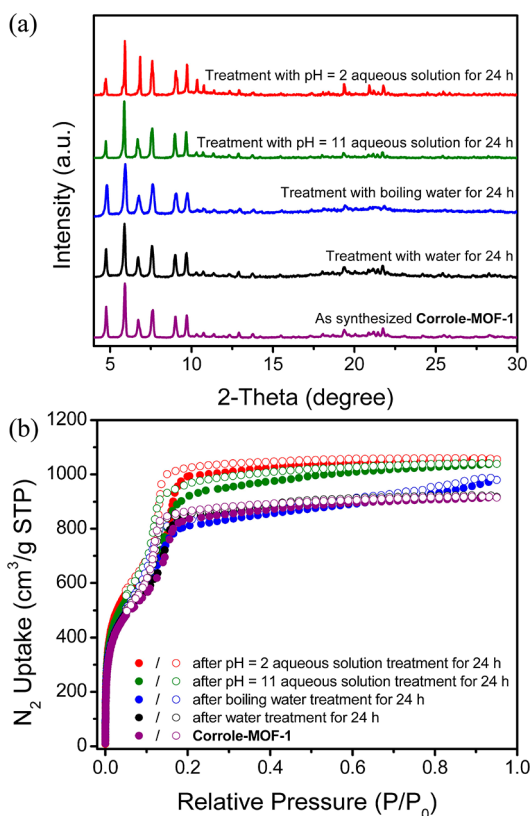 (a)
Intensity (a.u.)
Treatment with pH = 2 aqueous solution for 24 h
Treatment with pH = 11 aqueous solution for 24 h
Treatment with boiling water for 24 h
Treatment with water for 24 h
As synthesized Corrole-MOF-1
5 10 15 20 25 30
2-Theta (degree)
(b)
N2 Uptake (cm3/g STP)
1200
1000
800
600
400
200
0
/ after pH = 2 aqueous solution treatment for 24 h
/ after pH = 11 aqueous solution treatment for 24 h
/ after boiling water treatment for 24 h
/ after water treatment for 24 h
/ Corrole-MOF-1
0.0 0.2 0.4 0.6 0.8 1.0
Relative Pressure (P/P0)